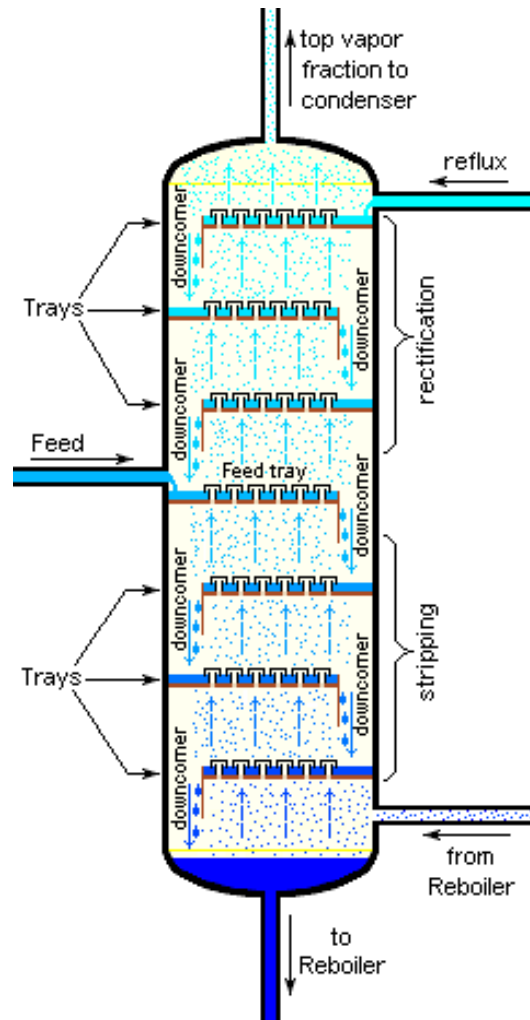 top vapor
fraction to
condenser
reflux
downcomer
Trays
downcomer
rectification
downcomer
Feed
Feed tray
downcomer
downcomer
Trays
downcomer
stripping
downcomer
from
Reboiler
to
Reboiler